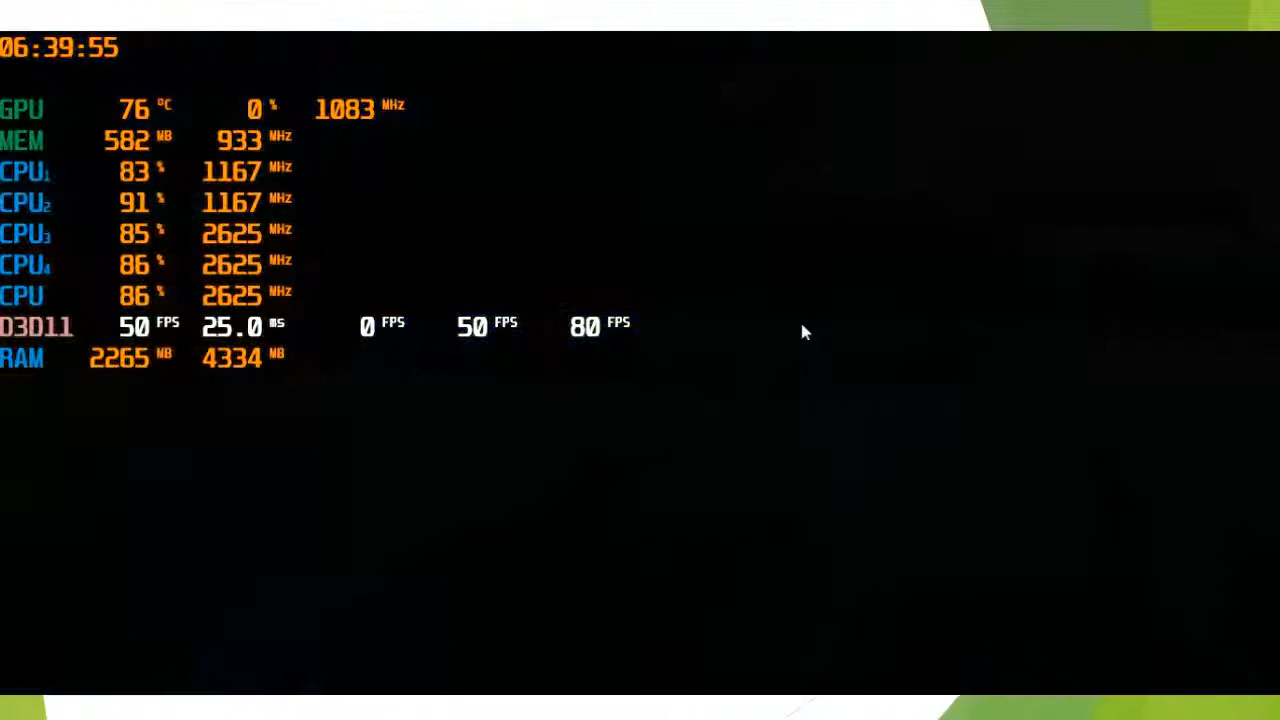 06:39:55
GPU 76 °C 0 % 1083 MHz
MEM 582 MB 933 MHz
CPU1 83 % 1167 MHz
CPU2 91 % 1167 MHz
CPU3 85 % 2625 MHz
CPU4 86 % 2625 MHz
CPU 86 % 2625 MHz
D3D11 50 FPS 25.0 ms 0 FPS 50 FPS 80 FPS
RAM 2265 MB 4334 MB